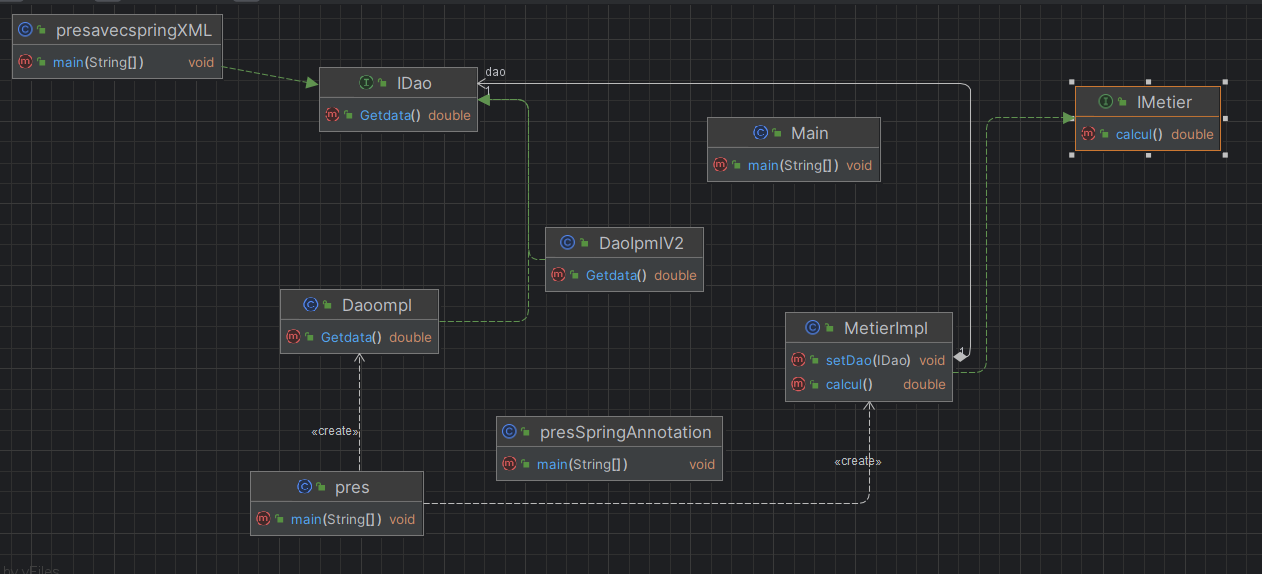 presavecspringXML
main(String[]) void
IDao
Getdata() double
dao
1
Main
main(String[]) void
IMetier
calcul() double
DaoIpmlV2
Getdata() double
Daoompl
Getdata() double
MetierImpl
setDao(IDao) void
calcul() double
1
«create»
presSpringAnnotation
main(String[]) void
«create»
pres
main(String[]) void
by yFiles